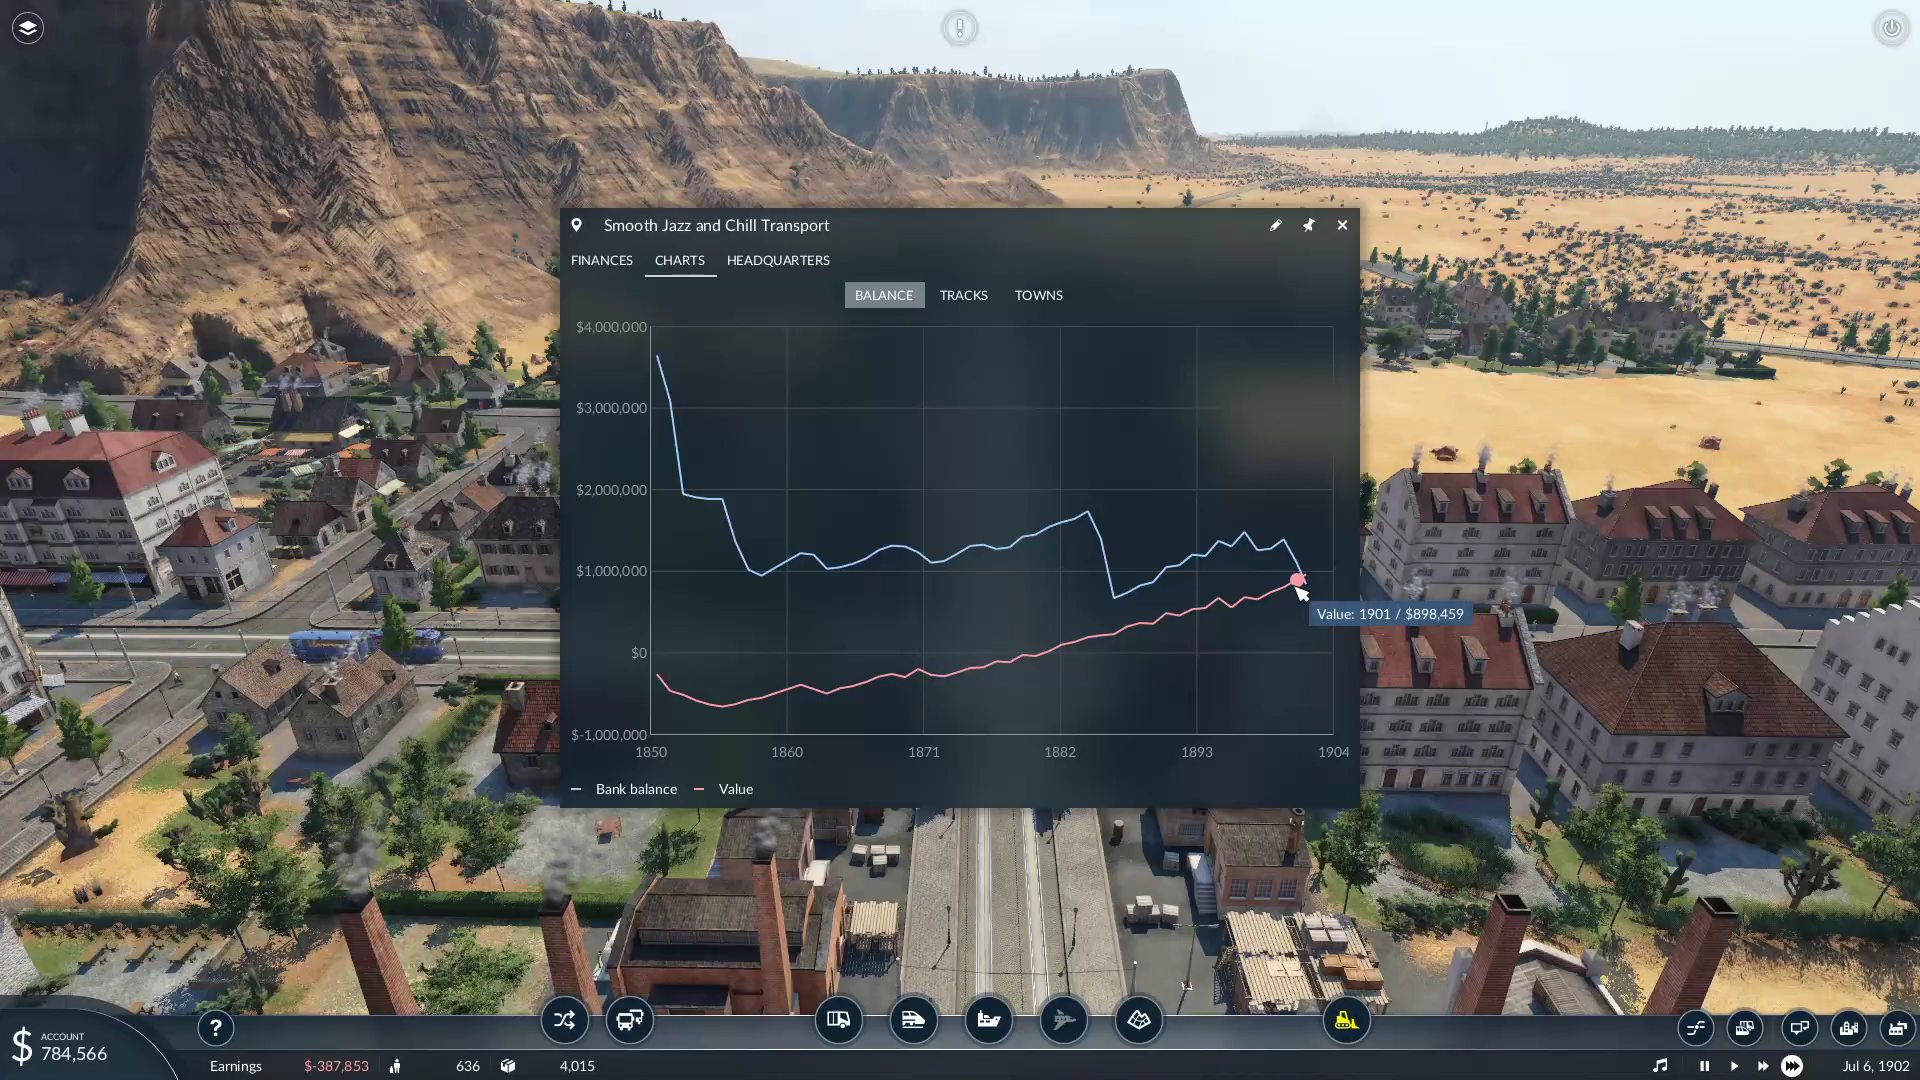 Smooth Jazz and Chill Transport
FINANCES CHARTS HEADQUARTERS
BALANCE TRACKS TOWNS
$4,000,000
$3,000,000
$2,000,000
$1,000,000
Value: 1901 / $898,459
$0
$-1,000,000
1850 1860 1871 1882 1893 1904
Bank balance Value
?
$ ACCOUNT
784,566
Earnings $-387,853 636 4,015 Jul 6, 1902